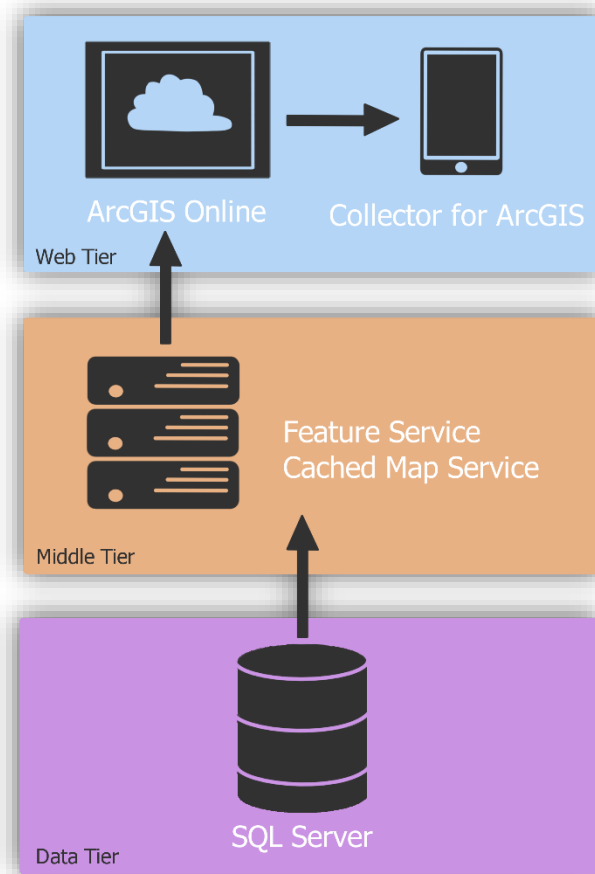 ArcGIS Online
Collector for ArcGIS
Web Tier
Feature Service
Cached Map Service
Middle Tier
SQL Server
Data Tier